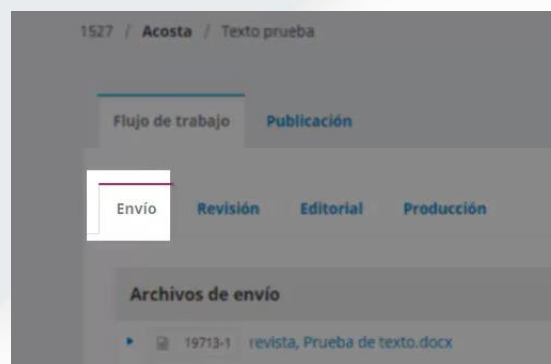 1527 / Acosta / Texto prueba
Flujo de trabajo Publicación
Envío Revisión Editorial Producción
Archivos de envío
19713-1 revista, Prueba de texto.docx